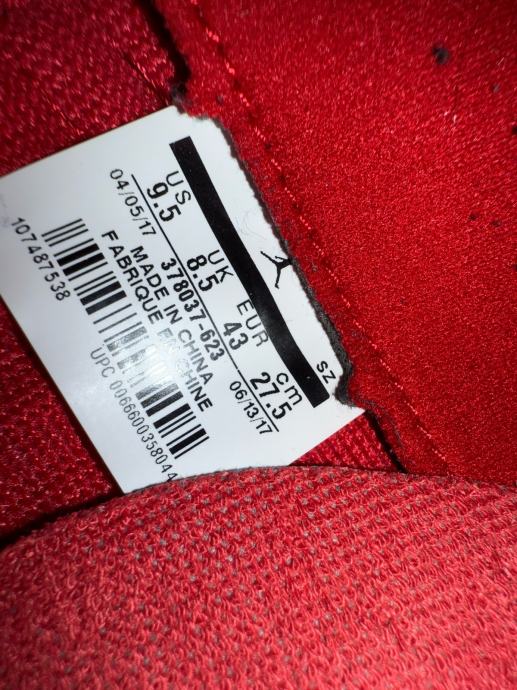 SZ
US UK EUR cm
9.5 8.5 43 27.5
04/05/17 378037-623 06/13/17
MADE IN CHINA
FABRIQUE EN CHINE
107487538
UPC 0066600358044